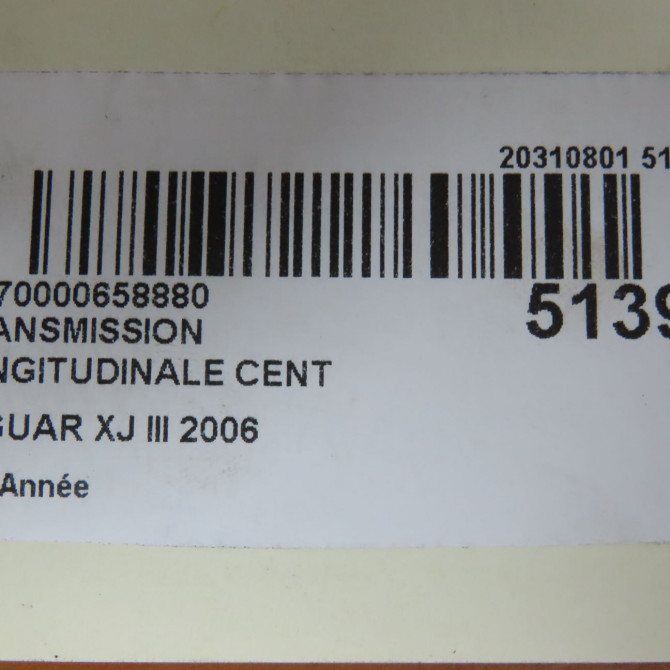 20310801 51
70000658880
5139
ANSMISSION
NGITUDINALE CENT
GUAR XJ III 2006
Année